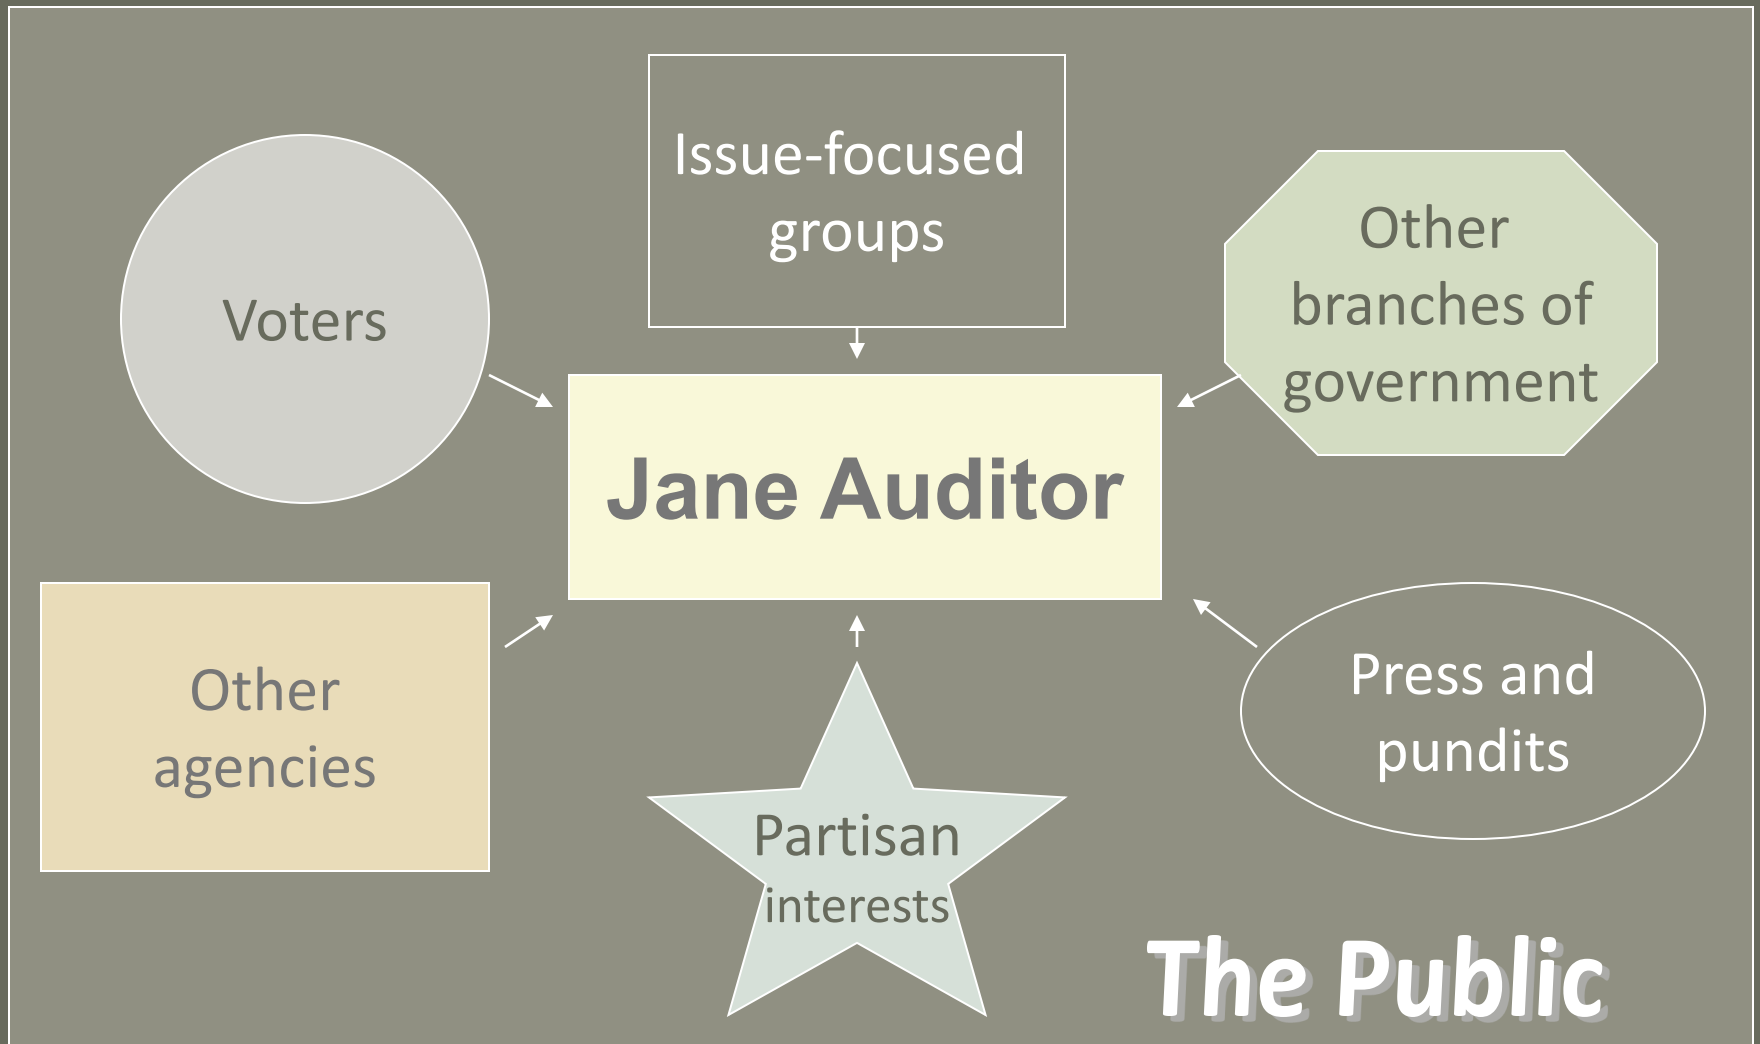 Issue-focused
groups
Voters
Other
branches of
government
Jane Auditor
Other
agencies
Press and
pundits
Partisan
interests
The Public